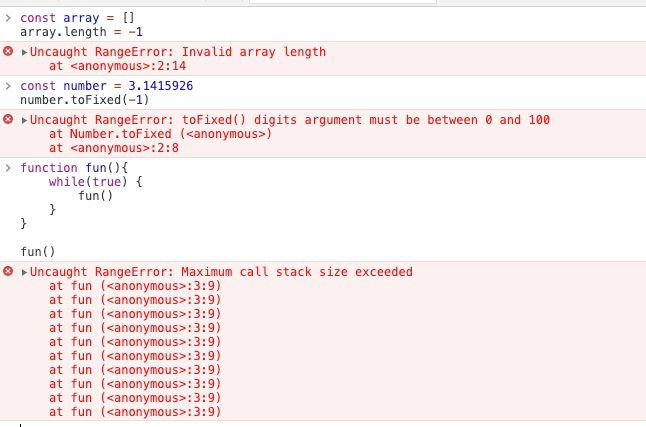 > const array = []
array.length = -1
Uncaught RangeError: Invalid array length
at <anonymous>:2:14
> const number = 3.1415926
number.toFixed(-1)
Uncaught RangeError: toFixed() digits argument must be between 0 and 100
at Number.toFixed (<anonymous>)
at <anonymous>:2:8
> function fun(){
while(true) {
fun()
}
}
fun()
Uncaught RangeError: Maximum call stack size exceeded
at fun (<anonymous>:3:9)
at fun (<anonymous>:3:9)
at fun (<anonymous>:3:9)
at fun (<anonymous>:3:9)
at fun (<anonymous>:3:9)
at fun (<anonymous>:3:9)
at fun (<anonymous>:3:9)
at fun (<anonymous>:3:9)
at fun (<anonymous>:3:9)
at fun (<anonymous>:3:9)